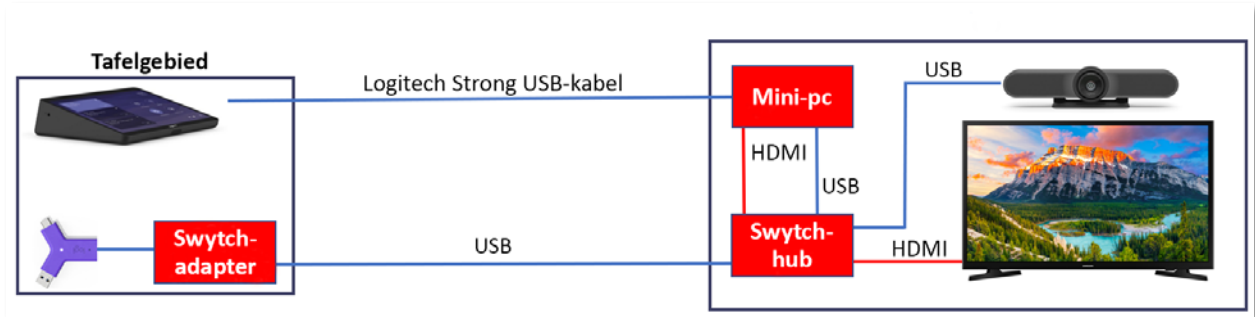 Tafelgebied
Logitech Strong USB-kabel
Mini-pc
USB
HDMI
USB
Swytch-
adapter
USB
Swytch-
hub
HDMI